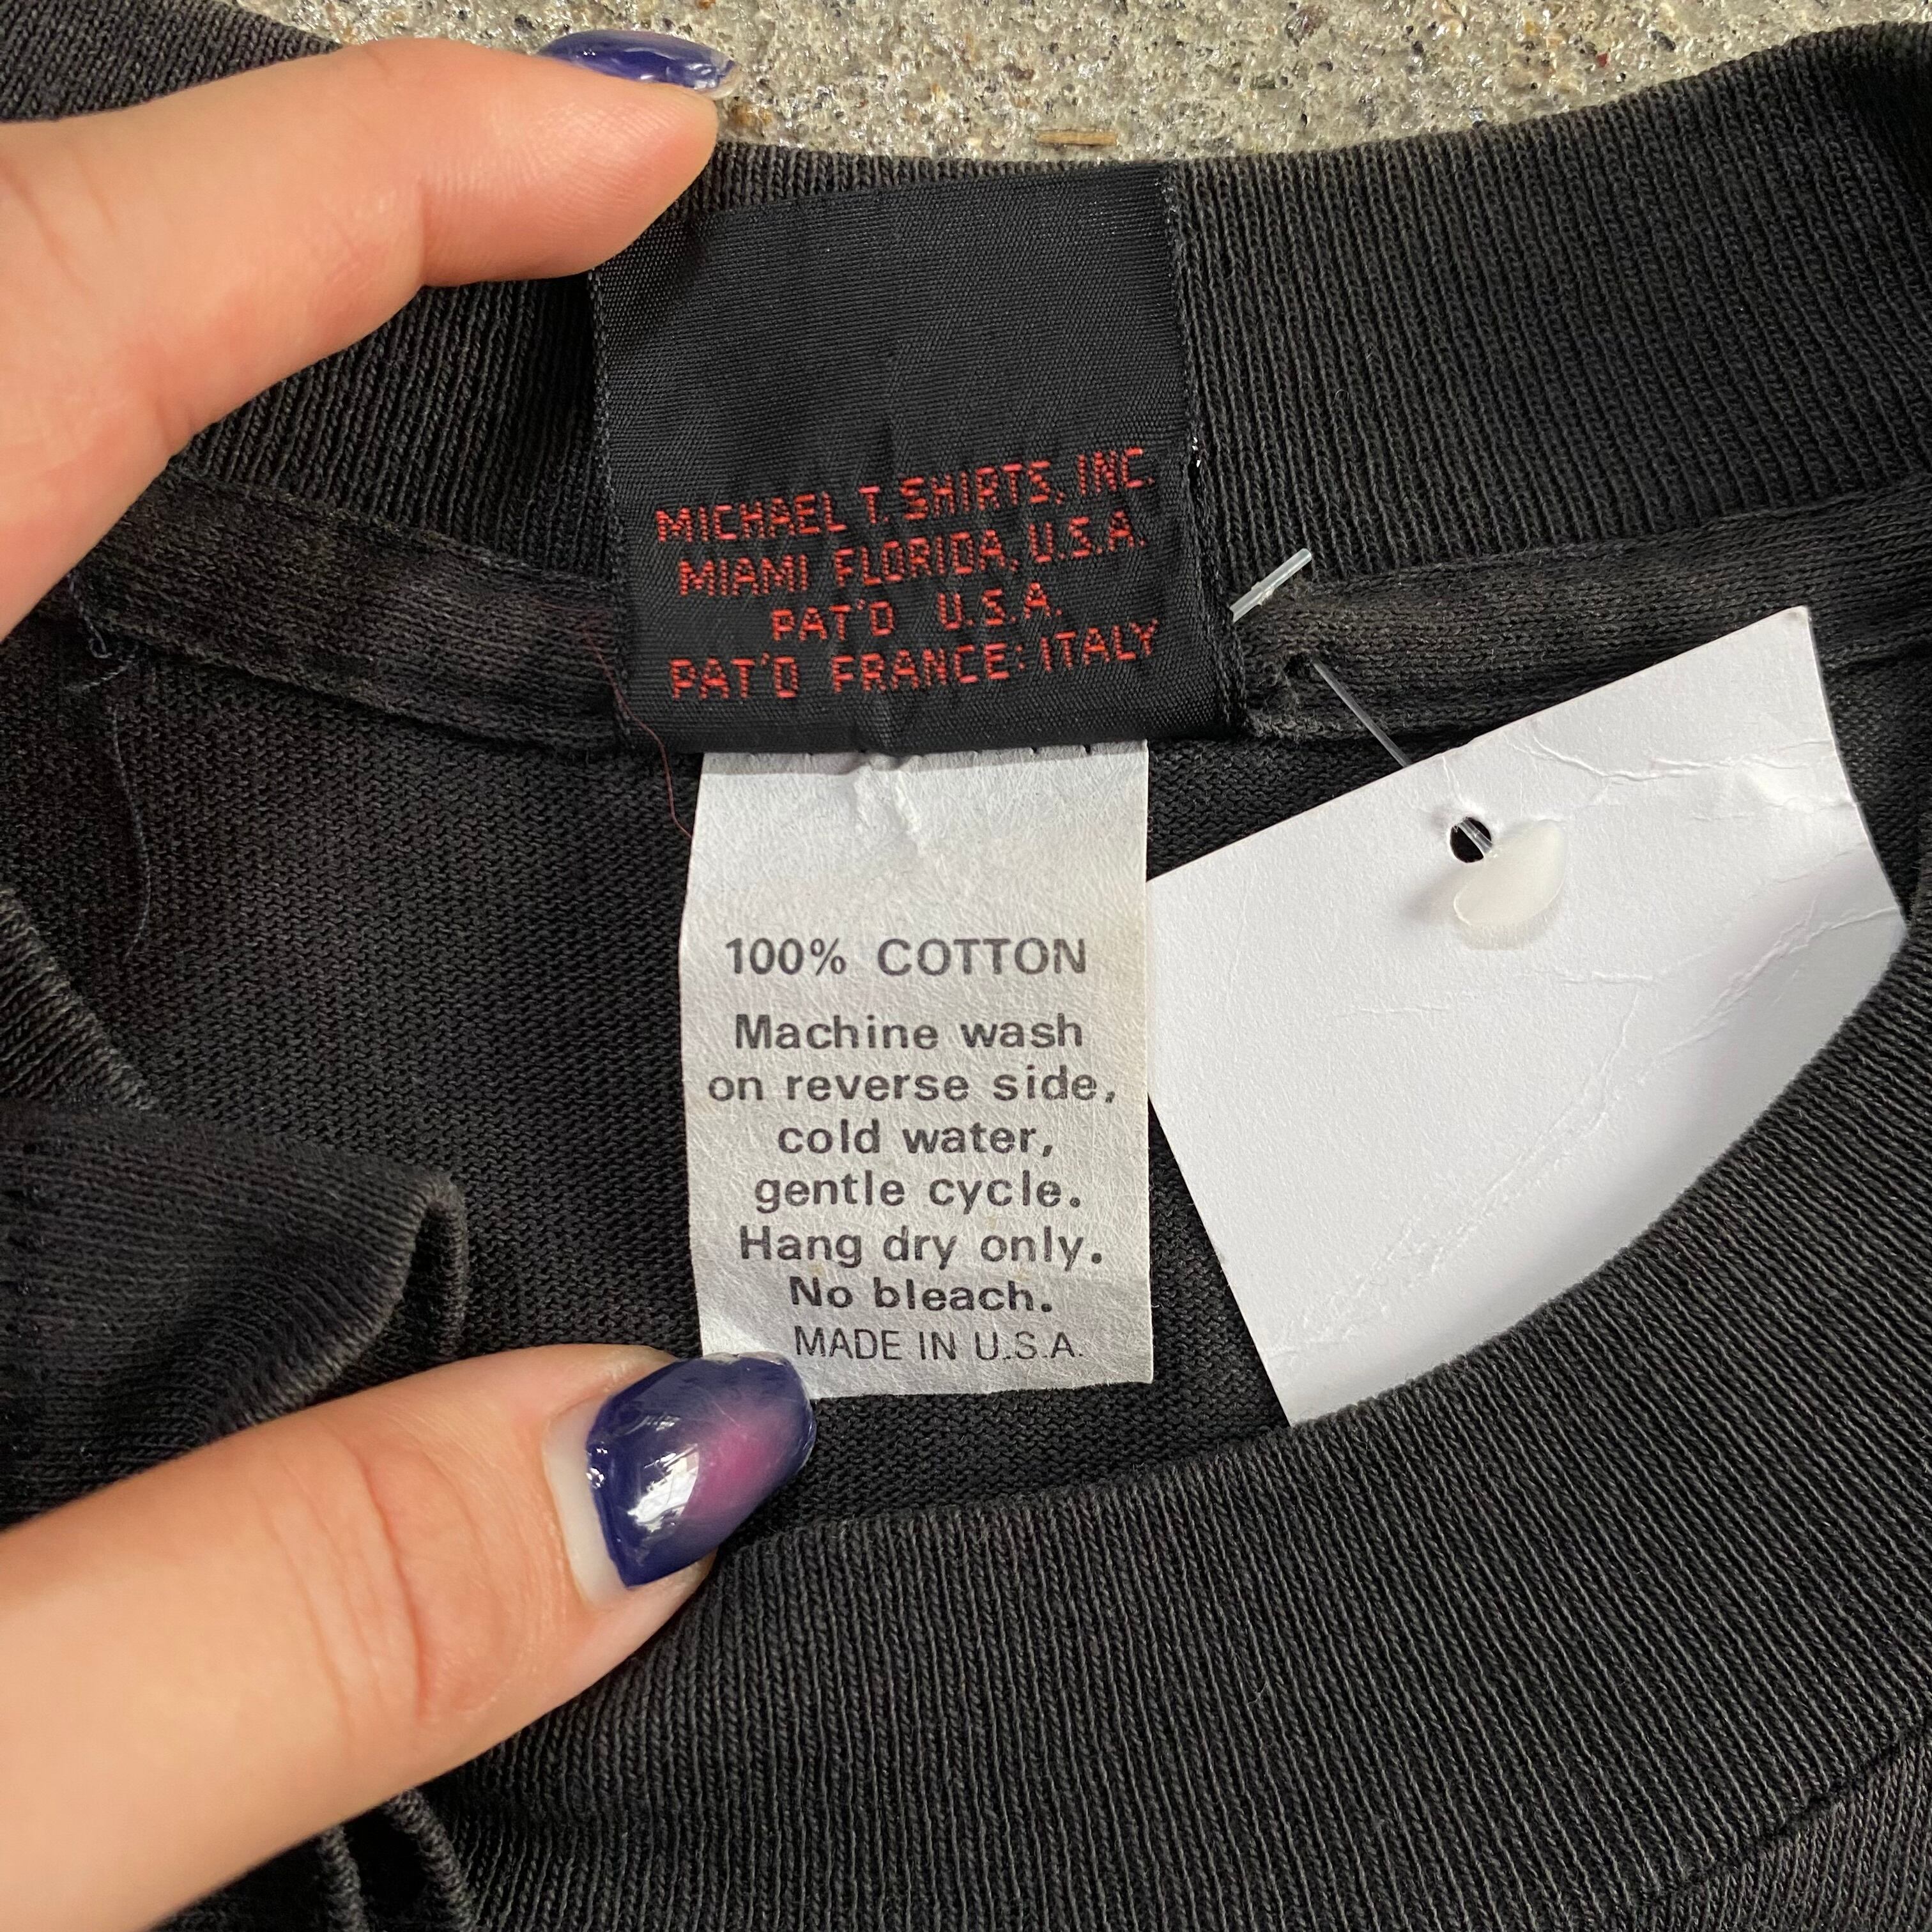 MICHAEL T. SHIRTS, INC.
MIAMI FLORIDA, U.S.A.
PAT'D U.S.A.
PAT'D FRANCE: ITALY
100% COTTON
Machine wash
on reverse side,
cold water,
gentle cycle.
Hang dry only.
No bleach.
MADE IN U.S.A.